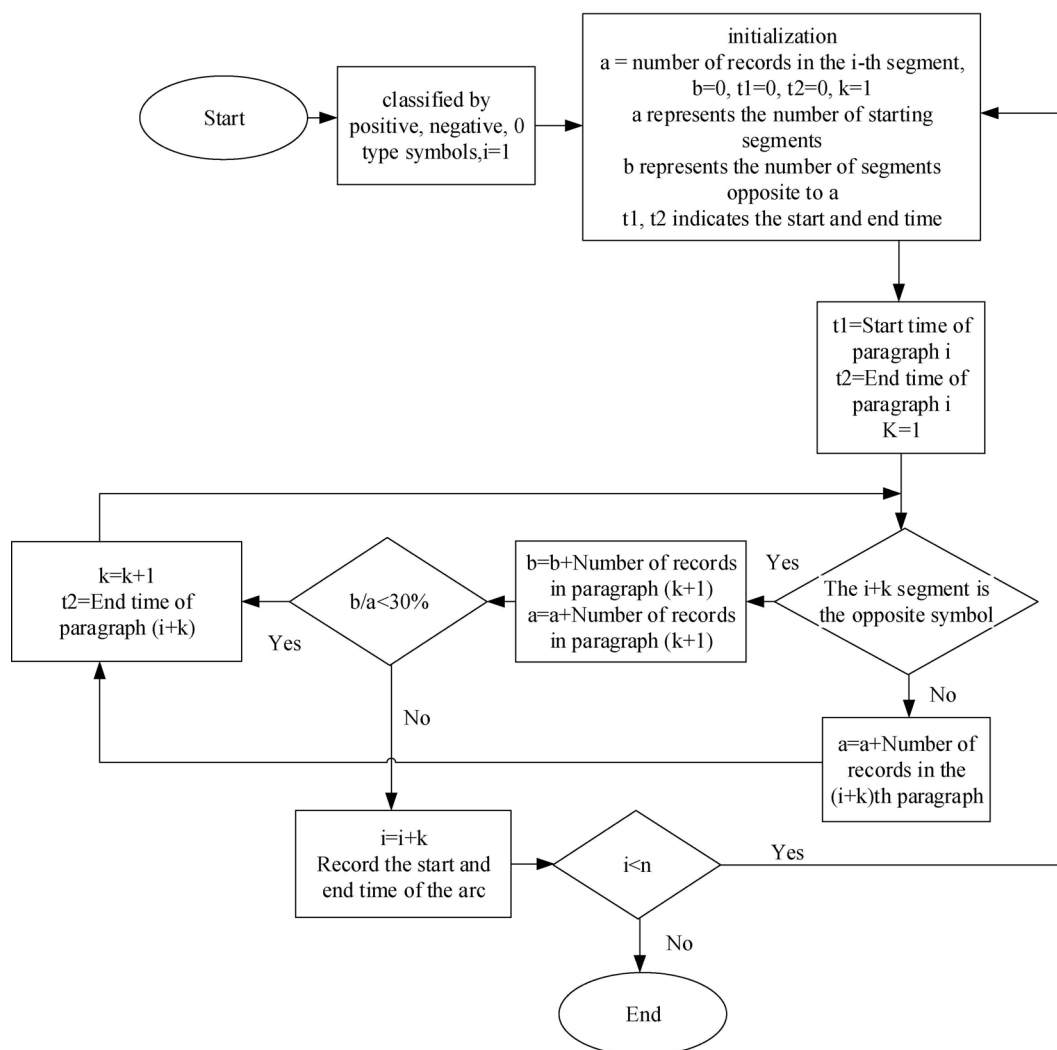 Start
classified by
positive, negative, 0
type symbols,i=1
initialization
a = number of records in the i-th segment,
b=0, t1=0, t2=0, k=1
a represents the number of starting
segments
b represents the number of segments
opposite to a
t1, t2 indicates the start and end time
t1=Start time of
paragraph i
t2=End time of
paragraph i
K=1
The i+k segment is
the opposite symbol
Yes
No
b=b+Number of records
in paragraph (k+1)
a=a+Number of records
in paragraph (k+1)
b/a<30%
Yes
No
k=k+1
t2=End time of
paragraph (i+k)
a=a+Number of
records in the
(i+k)th paragraph
i=i+k
Record the start and
end time of the arc
i<n
Yes
No
End